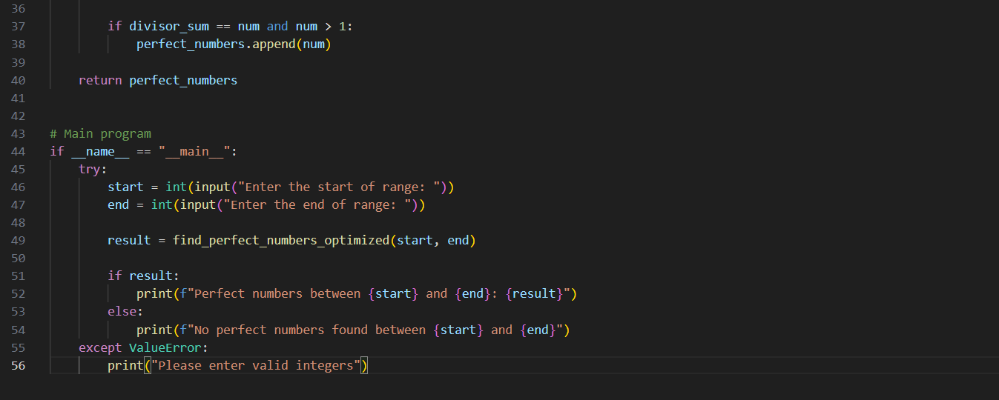 36
37        if divisor_sum == num and num > 1:
38            perfect_numbers.append(num)
39
40    return perfect_numbers
41
42
43 # Main program
44 if __name__ == "__main__":
45    try:
46        start = int(input("Enter the start of range: "))
47        end = int(input("Enter the end of range: "))
48
49        result = find_perfect_numbers_optimized(start, end)
50
51        if result:
52            print(f"Perfect numbers between {start} and {end}: {result}")
53        else:
54            print(f"No perfect numbers found between {start} and {end}")
55    except ValueError:
56        print("Please enter valid integers")